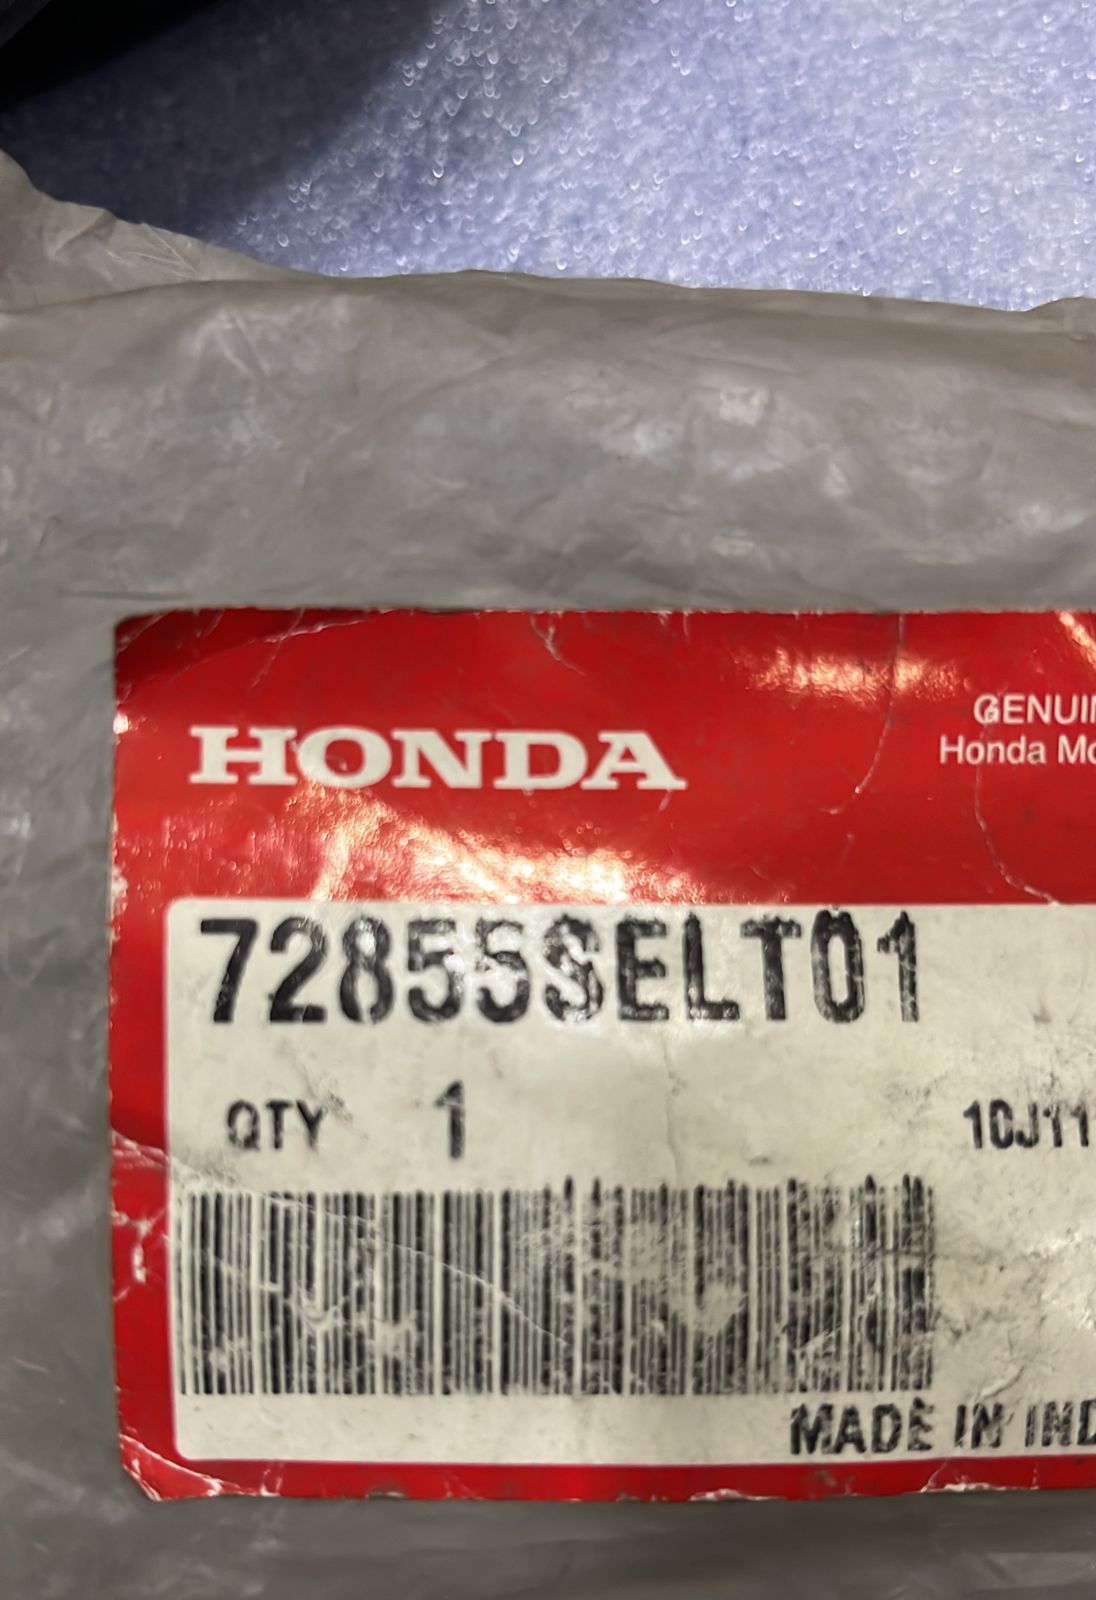 HONDA
GENUIN
Honda Mo
72855SELT01
QTY 1
10J11
MADE IN IND